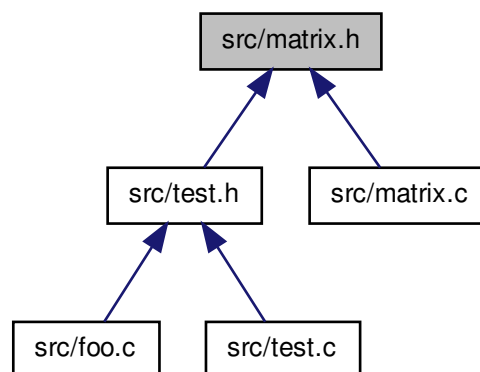 src/matrix.h
src/test.h
src/matrix.c
src/foo.c
src/test.c